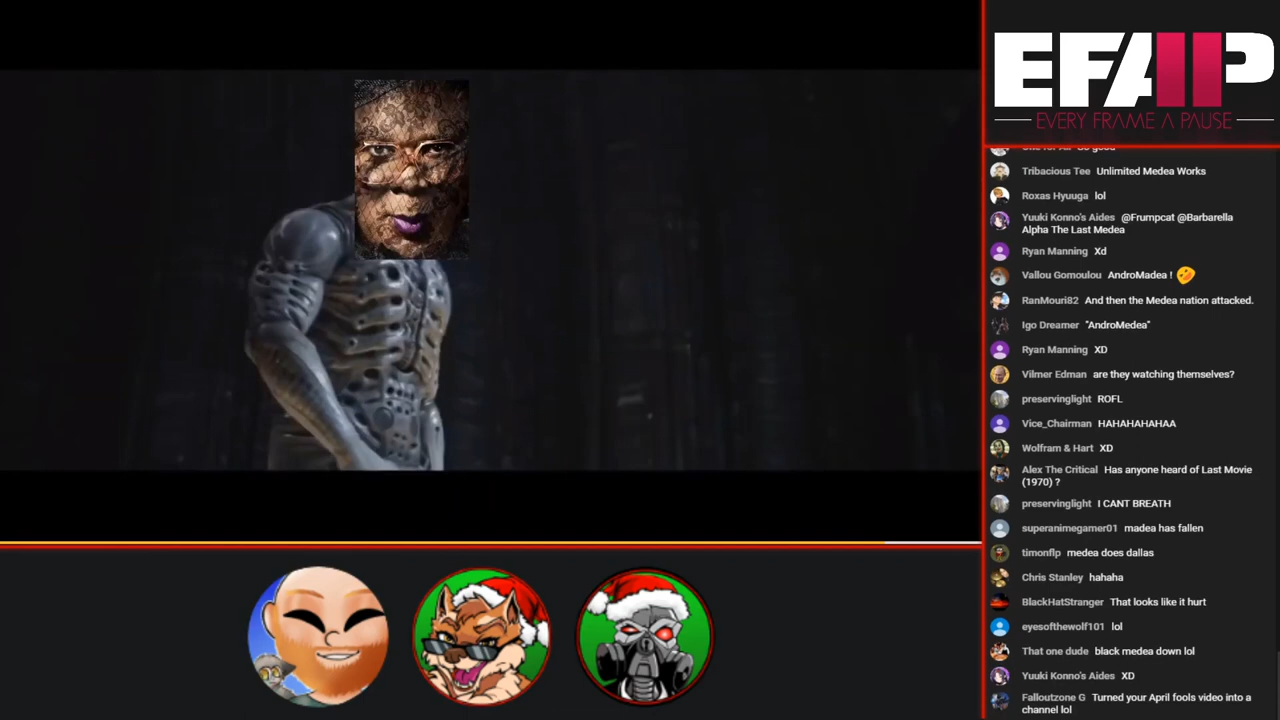 EFAP
EVERY FRAME A PAUSE
Tribacious Tee Unlimited Medea Works
Roxas Hyuuga lol
Yuuki Konno's Aides @Frumpcat @Barbarella
Alpha The Last Medea
Ryan Manning Xd
Vallou Gomoulou AndroMadea !
RanMouri82 And then the Medea nation attacked.
Igo Dreamer "AndroMedea"
Ryan Manning XD
Vilmer Edman are they watching themselves?
preservinglight ROFL
Vice_Chairman HAHAHAHAHAA
Wolfram & Hart XD
Alex The Critical Has anyone heard of Last Movie
(1970) ?
preservinglight I CANT BREATH
superanimegamer01 madea has fallen
timonflp medea does dallas
Chris Stanley hahaha
BlackHatStranger That looks like it hurt
eyesofthewolf101 lol
That one dude black medea down lol
Yuuki Konno's Aides XD
Falloutzone G Turned your April fools video into a
channel lol